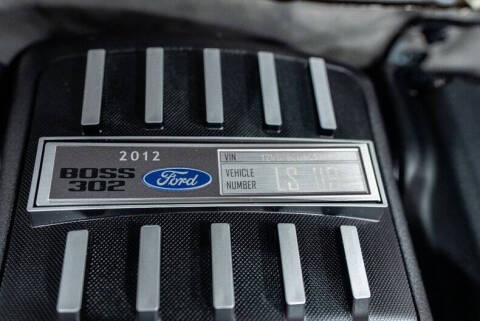 2012
BOSS
302
Ford
VIN
VEHICLE
NUMBER